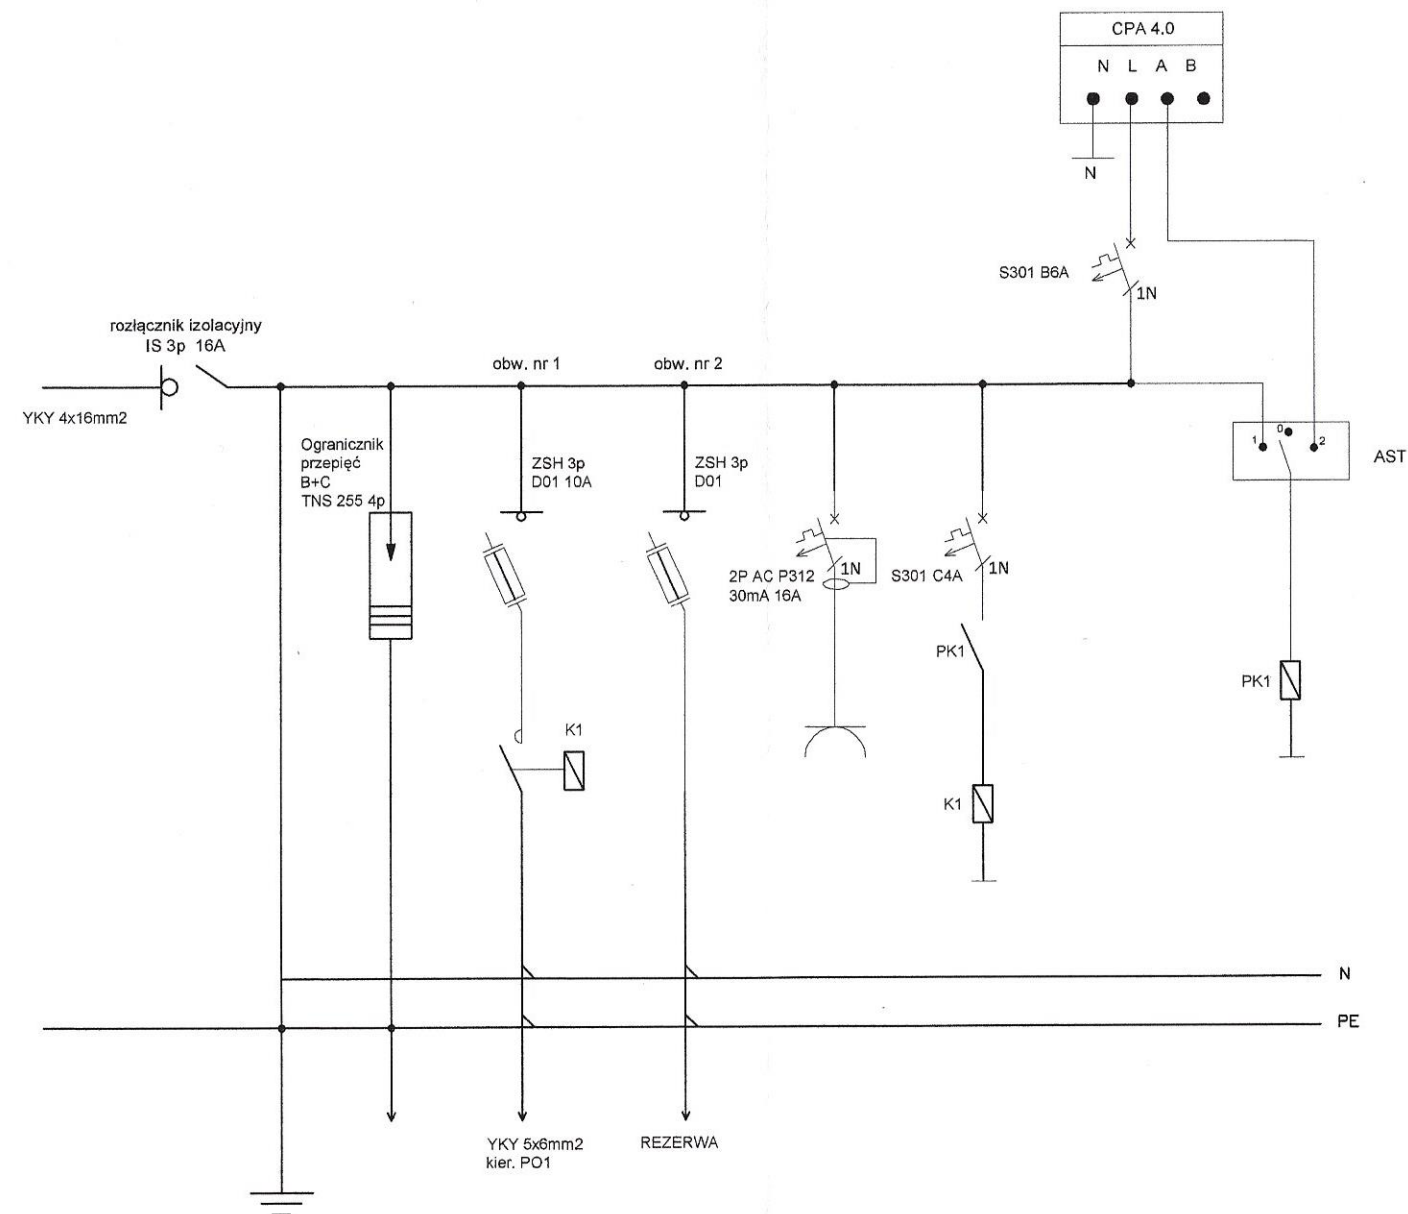 CPA 4.0
N L A B
N
S301 B6A
1N
rozłącznik izolacyjny
IS 3p 16A
YKY 4x16mm2
obw. nr 1
obw. nr 2
Ogranicznik
przepięć
B+C
TNS 255 4p
ZSH 3p
D01 10A
ZSH 3p
D01
1 0 2
AST
2P AC P312
30mA 16A
1N
S301 C4A
1N
PK1
PK1
K1
K1
N
PE
YKY 5x6mm2
kier. PO1
REZERWA